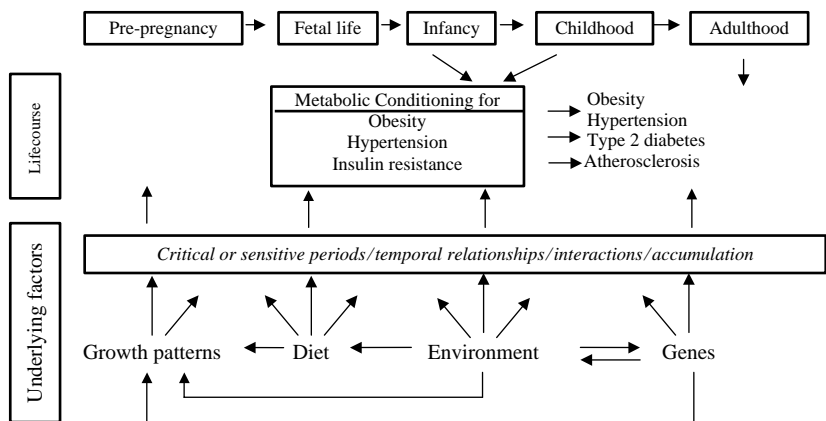 Pre-pregnancy
Fetal life
Infancy
Childhood
Adulthood
Lifecourse
Metabolic Conditioning for
Obesity
Hypertension
Insulin resistance
Obesity
Hypertension
Type 2 diabetes
Atherosclerosis
Underlying factors
Critical or sensitive periods/temporal relationships/interactions/accumulation
Growth patterns
Diet
Environment
Genes